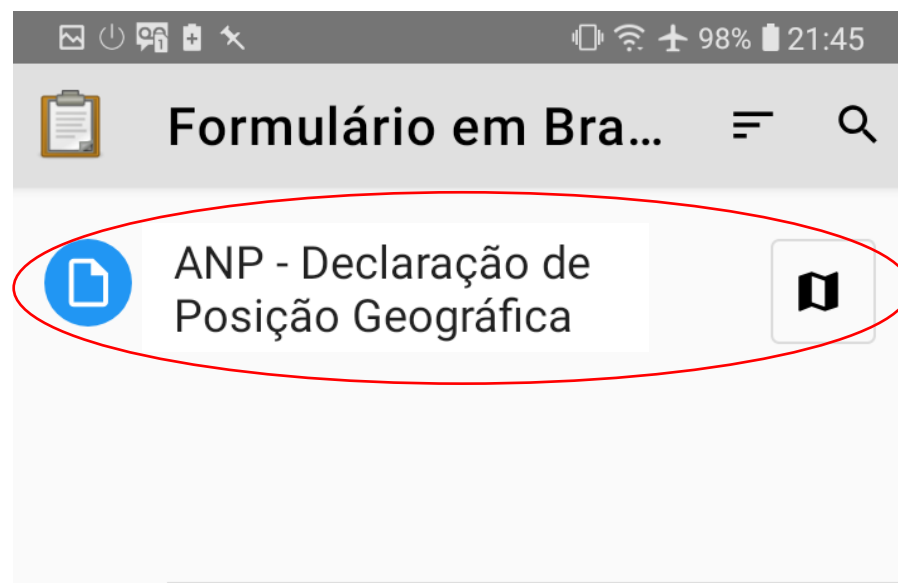 98% 21:45
Formulário em Bra...
ANP - Declaração de
Posição Geográfica